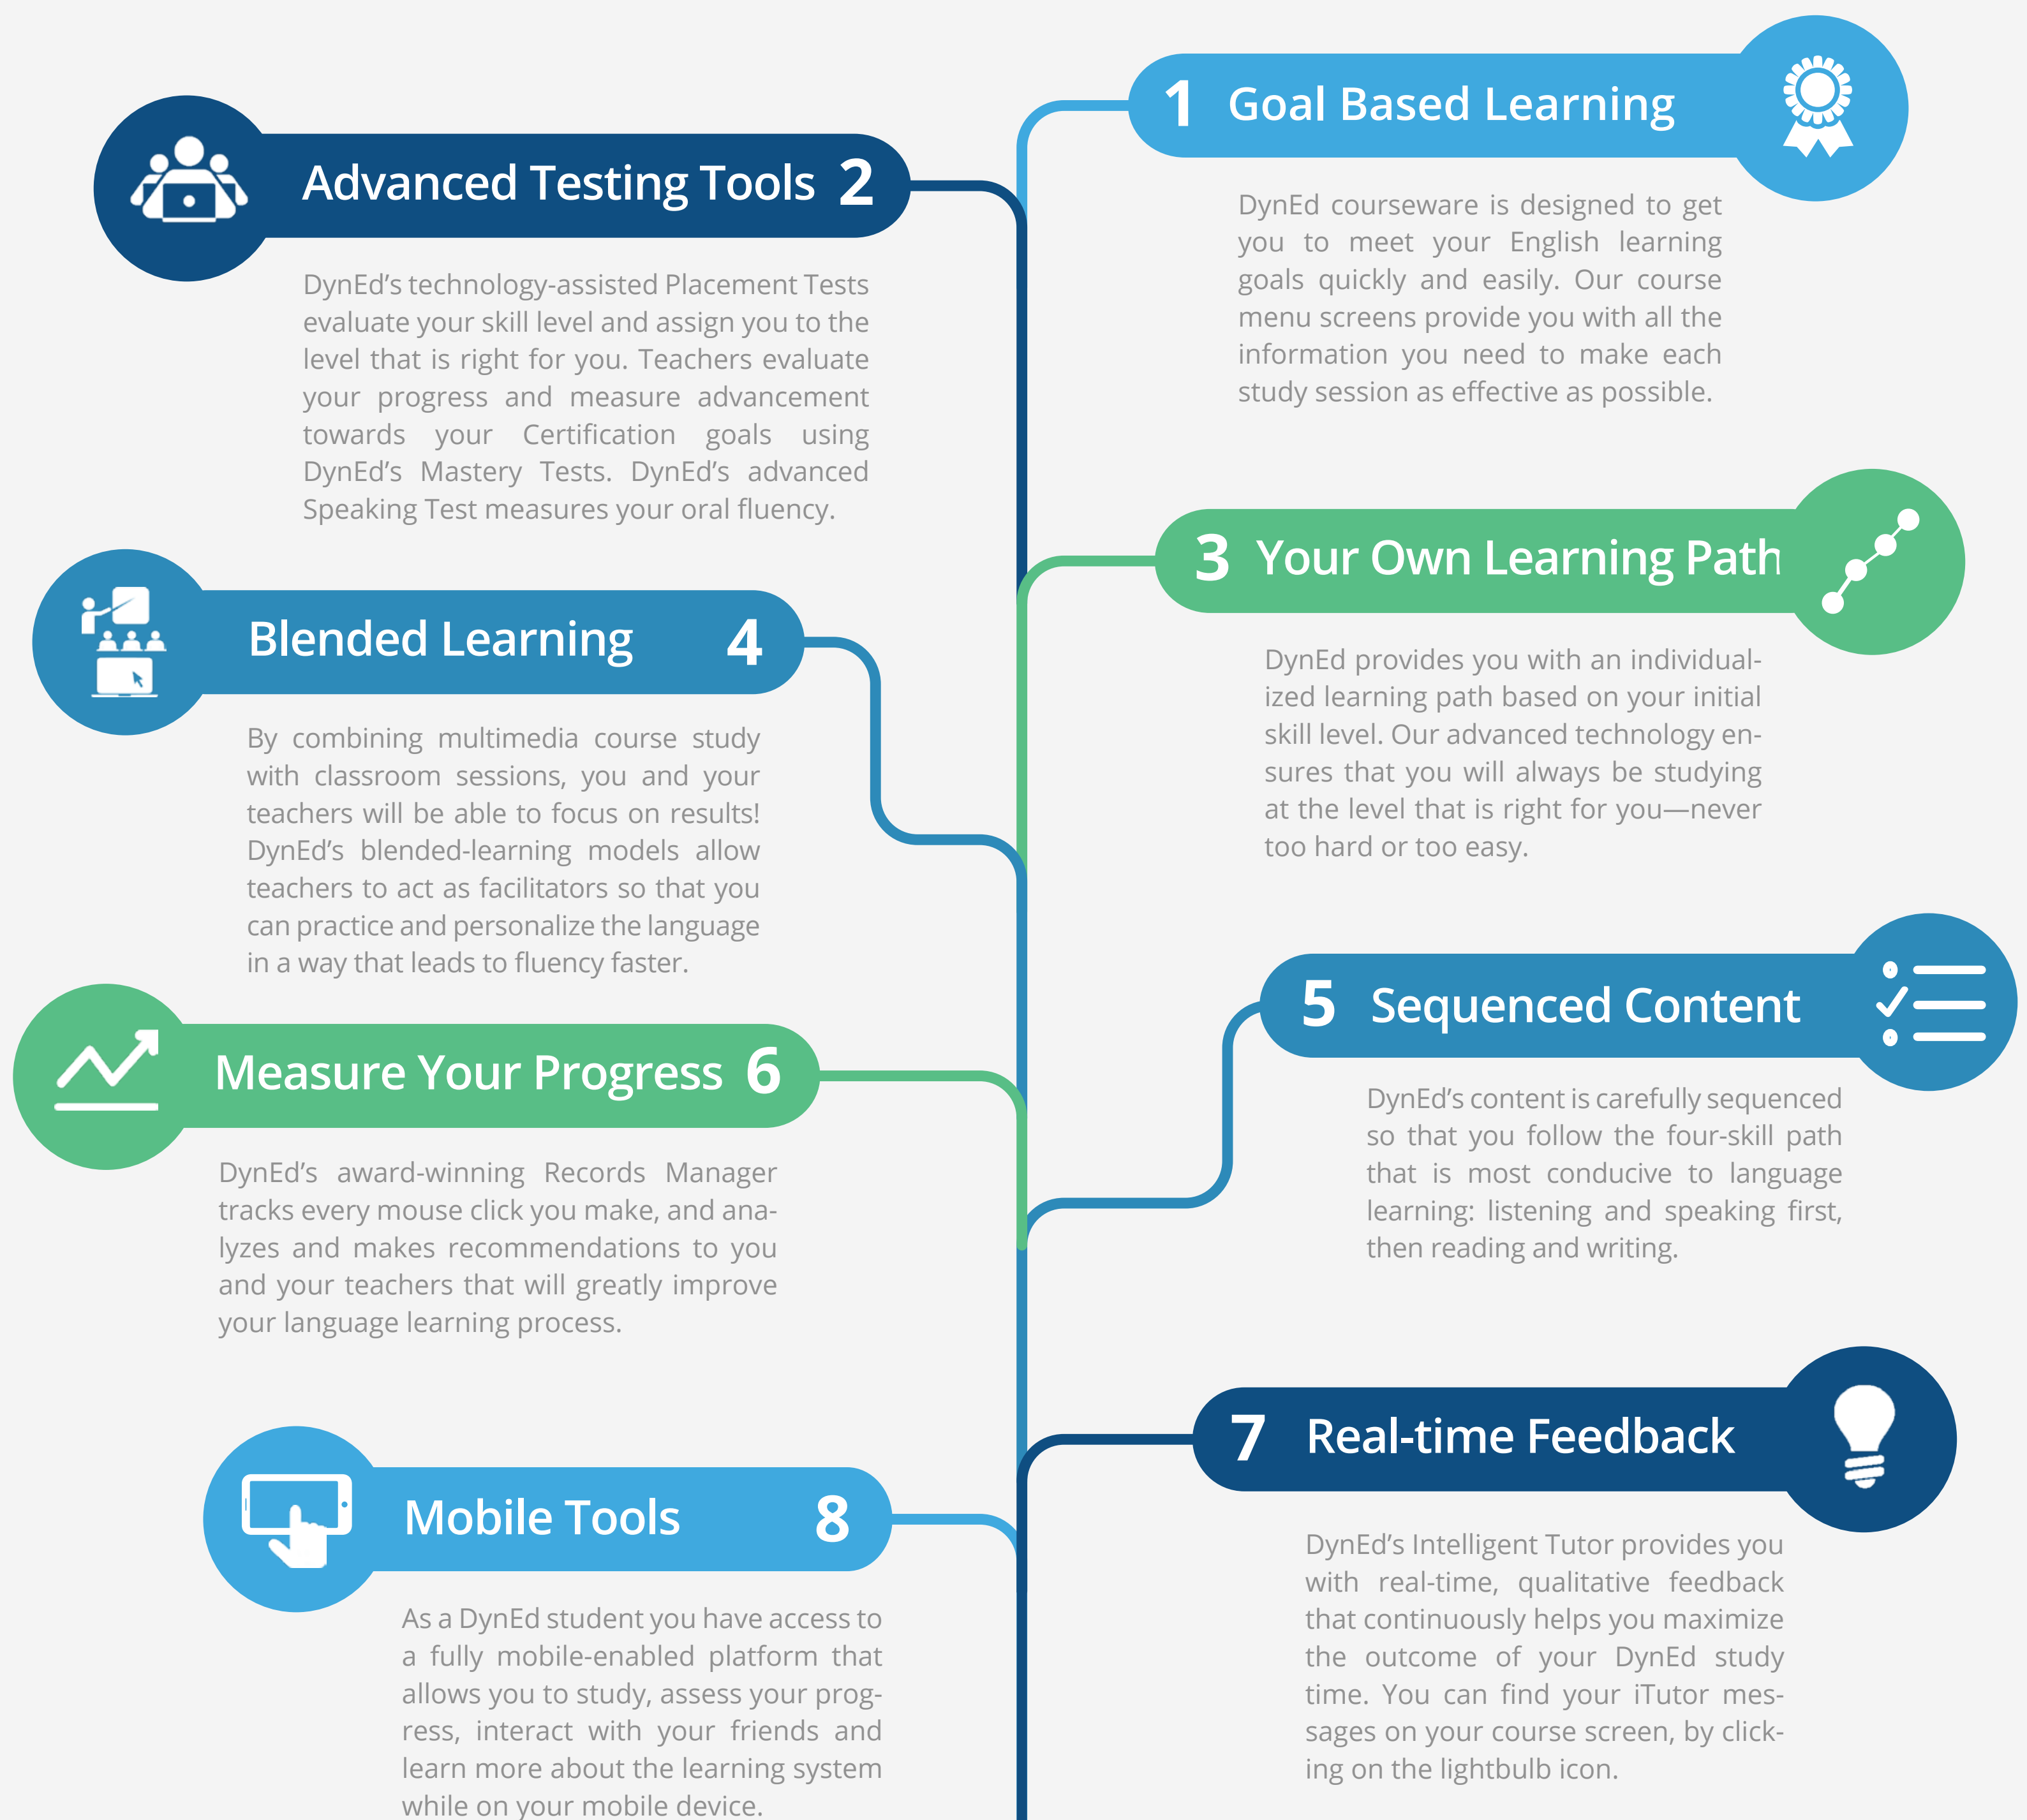 1 Goal Based Learning
DynEd courseware is designed to get
you to meet your English learning
goals quickly and easily. Our course
menu screens provide you with all the
information you need to make each
study session as effective as possible.
Advanced Testing Tools 2
DynEd’s technology-assisted Placement Tests
evaluate your skill level and assign you to the
level that is right for you. Teachers evaluate
your progress and measure advancement
towards your Certification goals using
DynEd’s Mastery Tests. DynEd’s advanced
Speaking Test measures your oral fluency.
3 Your Own Learning Path
DynEd provides you with an individual-
ized learning path based on your initial
skill level. Our advanced technology en-
sures that you will always be studying
at the level that is right for you—never
too hard or too easy.
Blended Learning 4
By combining multimedia course study
with classroom sessions, you and your
teachers will be able to focus on results!
DynEd’s blended-learning models allow
teachers to act as facilitators so that you
can practice and personalize the language
in a way that leads to fluency faster.
5 Sequenced Content
DynEd’s content is carefully sequenced
so that you follow the four-skill path
that is most conducive to language
learning: listening and speaking first,
then reading and writing.
Measure Your Progress 6
DynEd’s award-winning Records Manager
tracks every mouse click you make, and ana-
lyzes and makes recommendations to you
and your teachers that will greatly improve
your language learning process.
7 Real-time Feedback
DynEd’s Intelligent Tutor provides you
with real-time, qualitative feedback
that continuously helps you maximize
the outcome of your DynEd study
time. You can find your iTutor mes-
sages on your course screen, by click-
ing on the lightbulb icon.
Mobile Tools 8
As a DynEd student you have access to
a fully mobile-enabled platform that
allows you to study, assess your prog-
ress, interact with your friends and
learn more about the learning system
while on your mobile device.